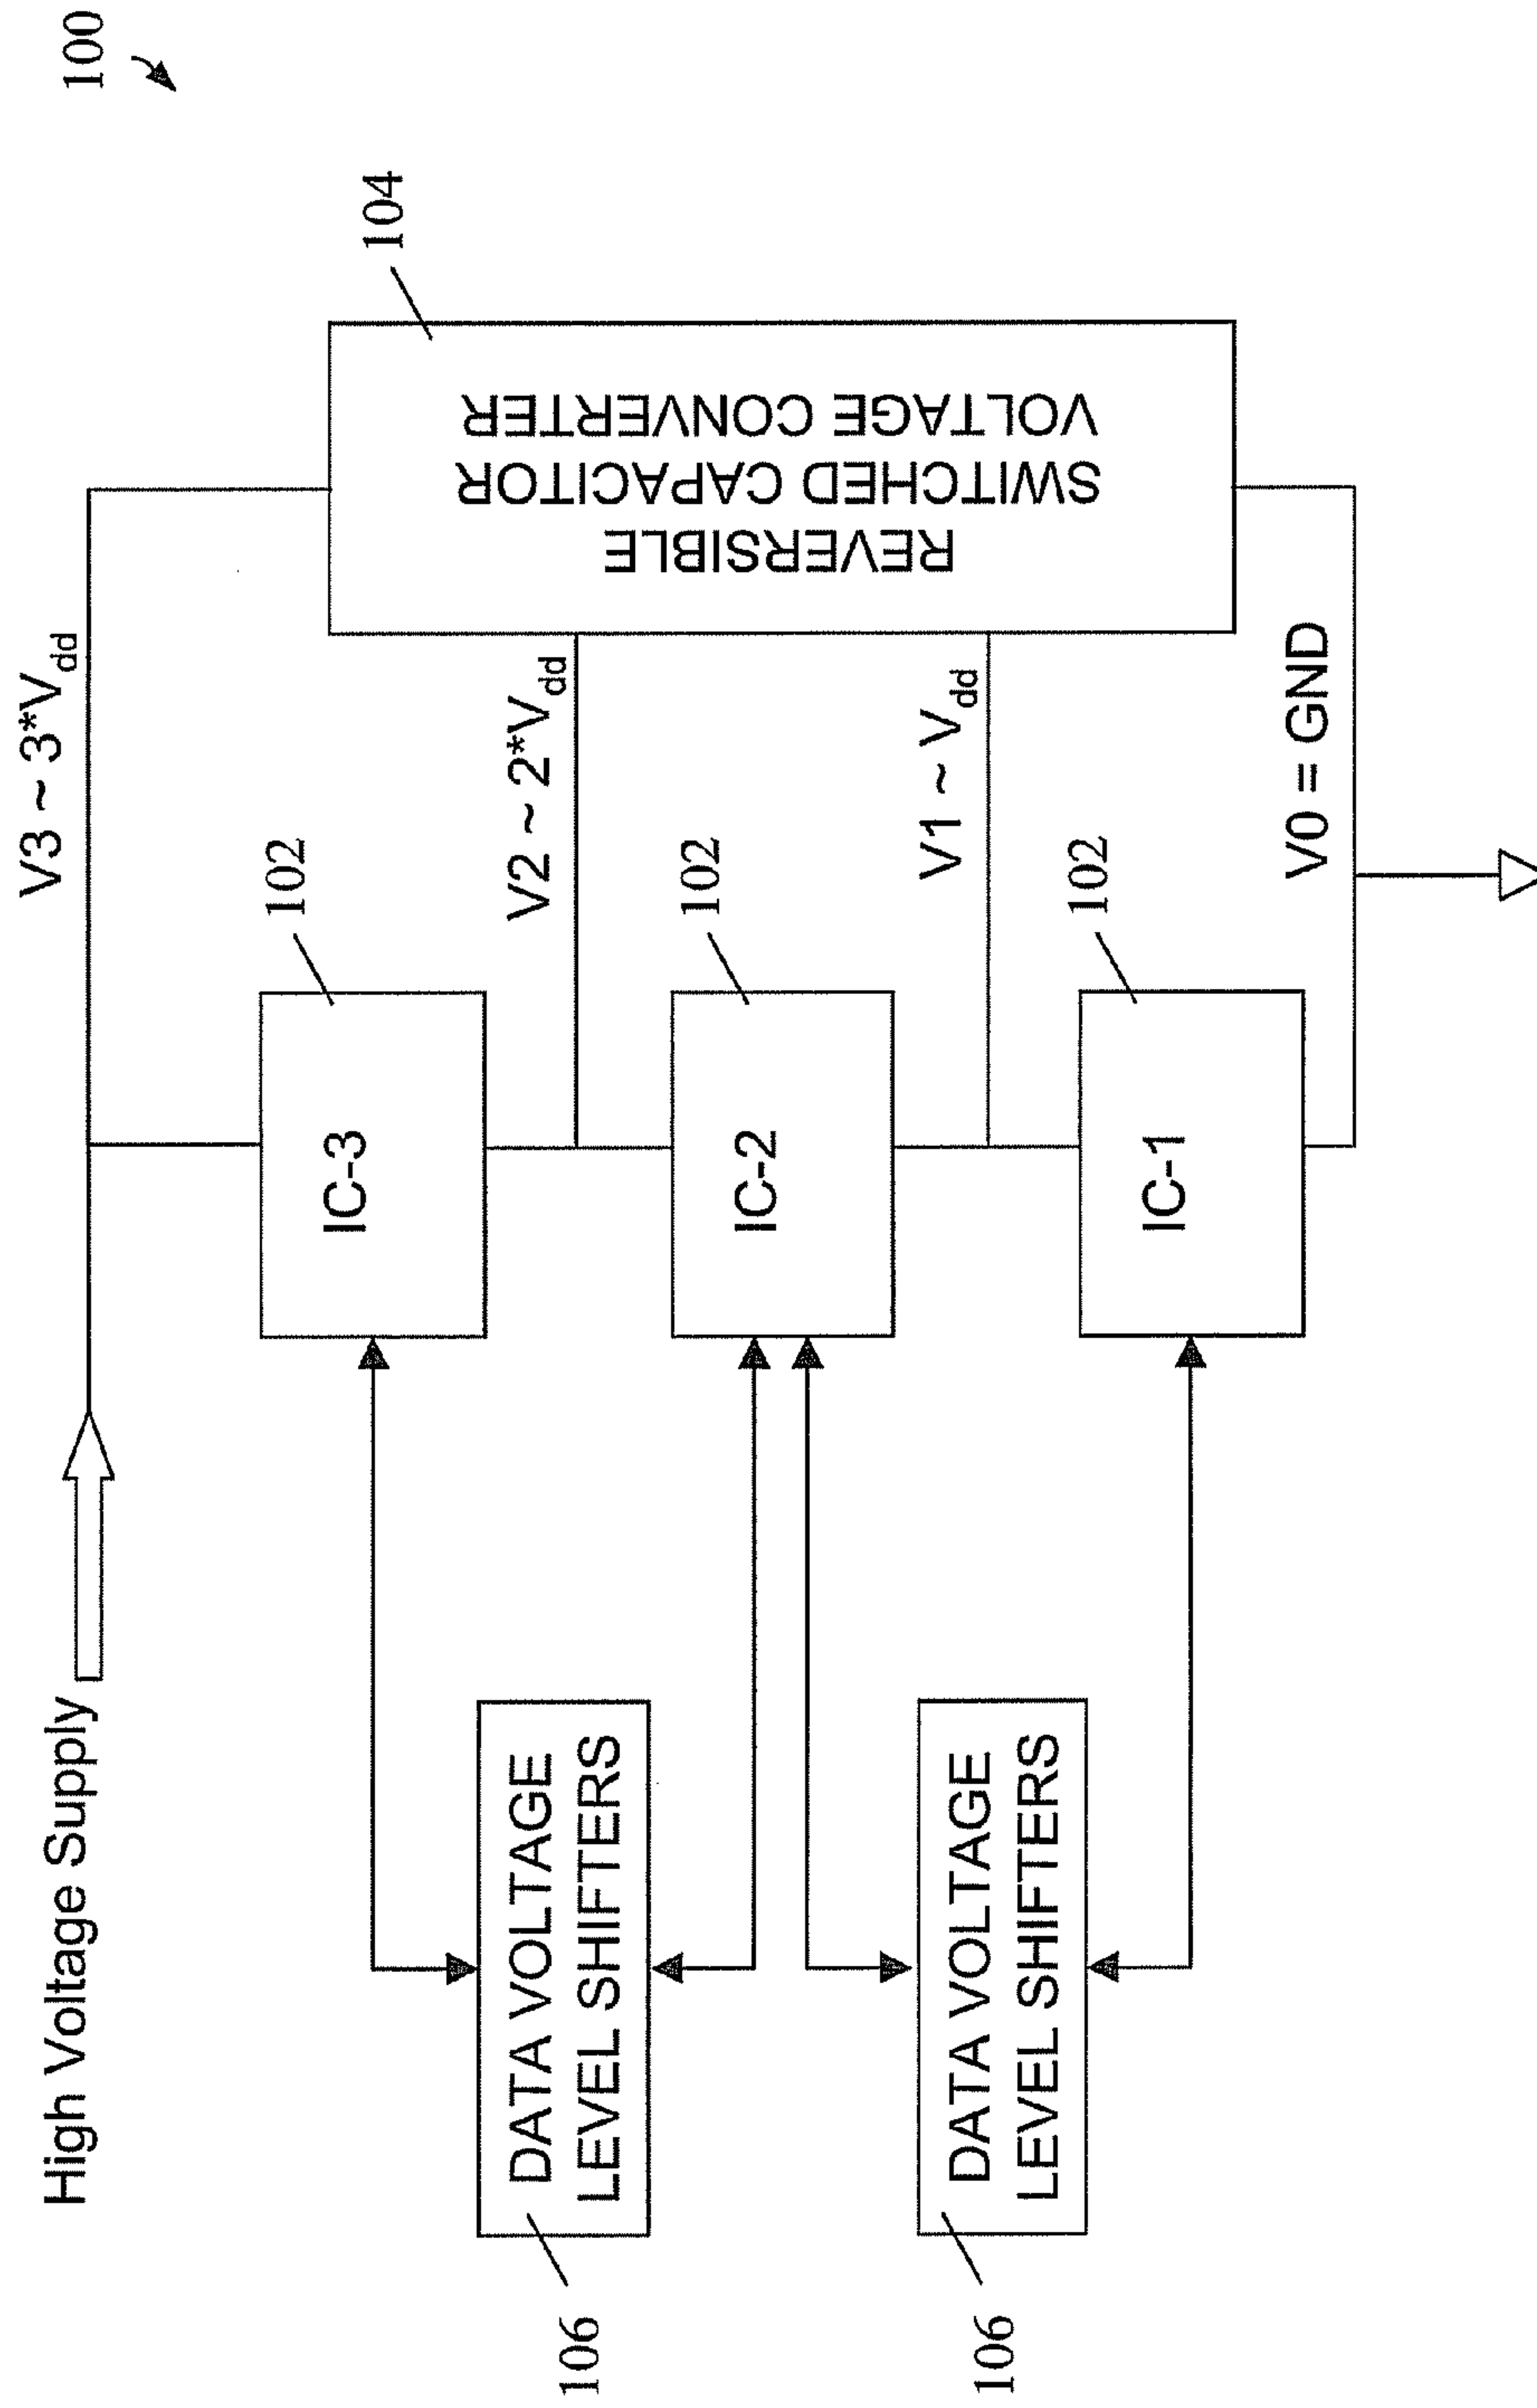 100
High Voltage Supply
V3 ~ 3*Vdd
102
IC-3
104
V2 ~ 2*Vdd
REVERSIBLE
SWITCHED CAPACITOR
VOLTAGE CONVERTER
106
DATA VOLTAGE
LEVEL SHIFTERS
102
IC-2
V1 ~ Vdd
106
DATA VOLTAGE
LEVEL SHIFTERS
102
IC-1
V0 = GND